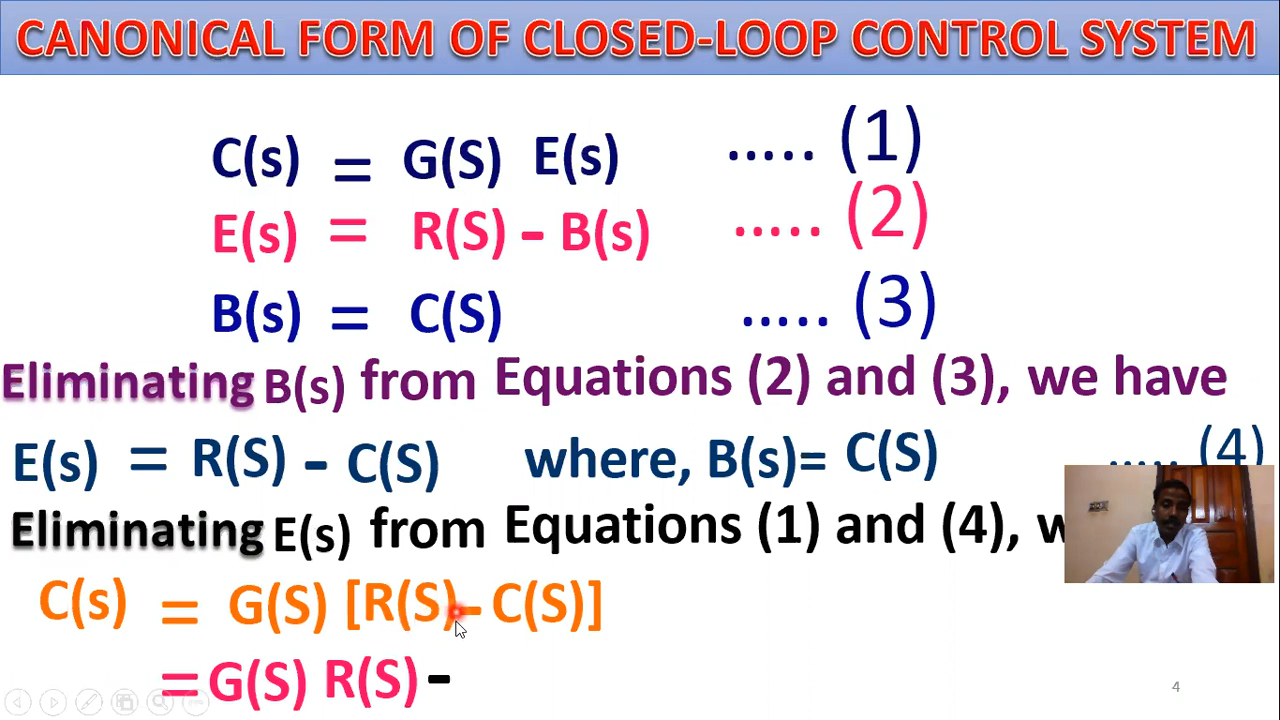 CANONICAL FORM OF CLOSED-LOOP CONTROL SYSTEM
C(s) = G(S) E(s) ..... (1)
E(s) = R(S) - B(s) ..... (2)
B(s) = C(S) ..... (3)
Eliminating B(s) from Equations (2) and (3), we have
E(s) = R(S) - C(S) where, B(s)= C(S) ..... (4)
Eliminating E(s) from Equations (1) and (4),
C(s) = G(S) [R(S)- C(S)]
= G(S) R(S) -
4